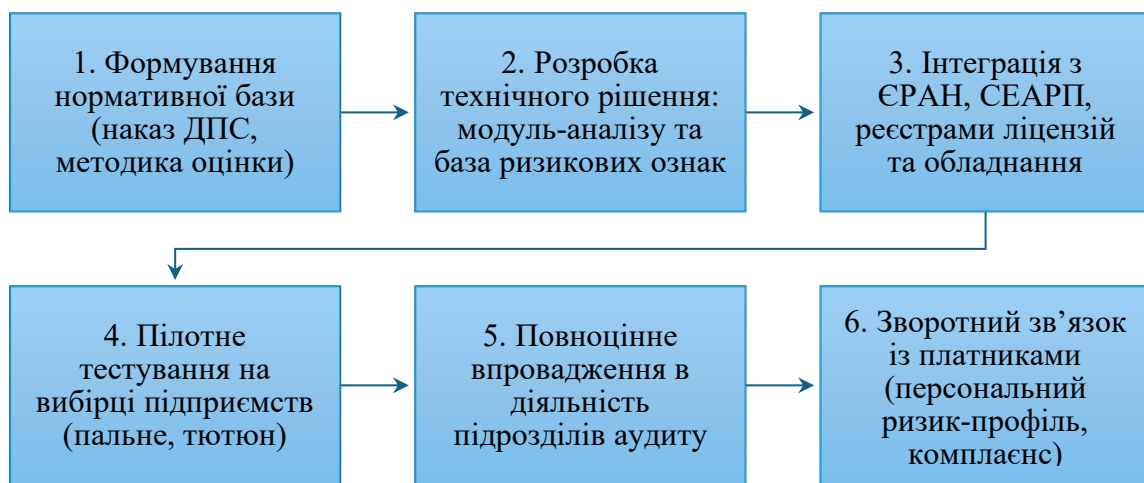 1. Формування
нормативної бази
(наказ ДПС,
методика оцінки)
2. Розробка
технічного рішення:
модуль-аналізу та
база ризикових ознак
3. Інтеграція з
ЄРАН, СЕАРП,
реєстрами ліцензій
та обладнання
4. Пілотне
тестування на
вибірці підприємств
(пальне, тютюн)
5. Повноцінне
впровадження в
діяльність
підрозділів аудиту
6. Зворотний зв’язок
із платниками
(персональний
ризик-профіль,
комплаєнс)